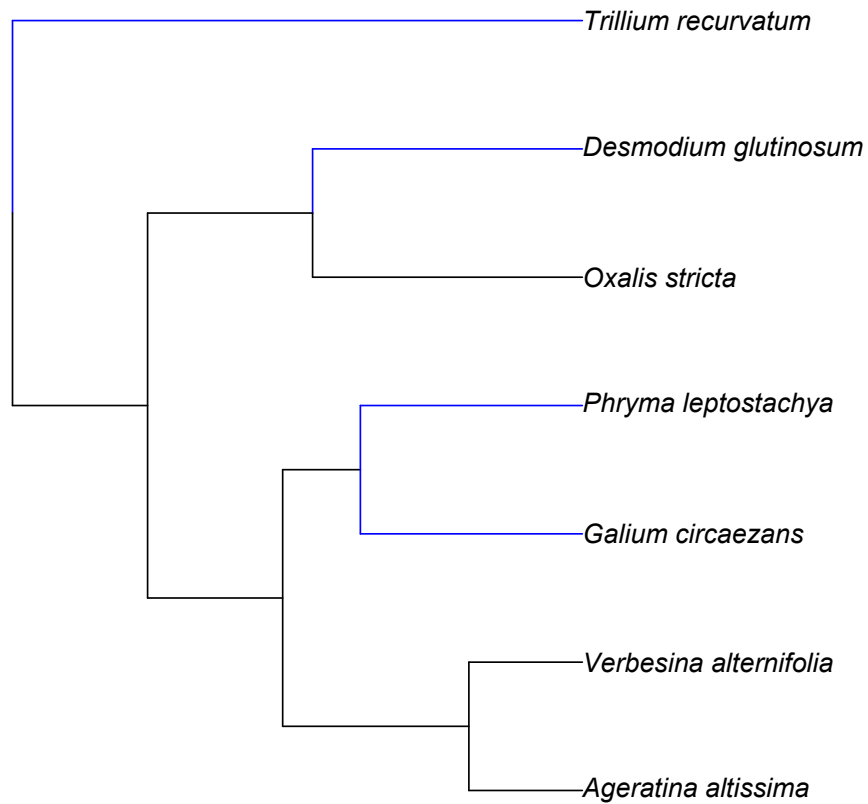 Trillium recurvatum
Desmodium glutinosum
Oxalis stricta
Phryma leptostachya
Galium circaezans
Verbesina alternifolia
Ageratina altissima